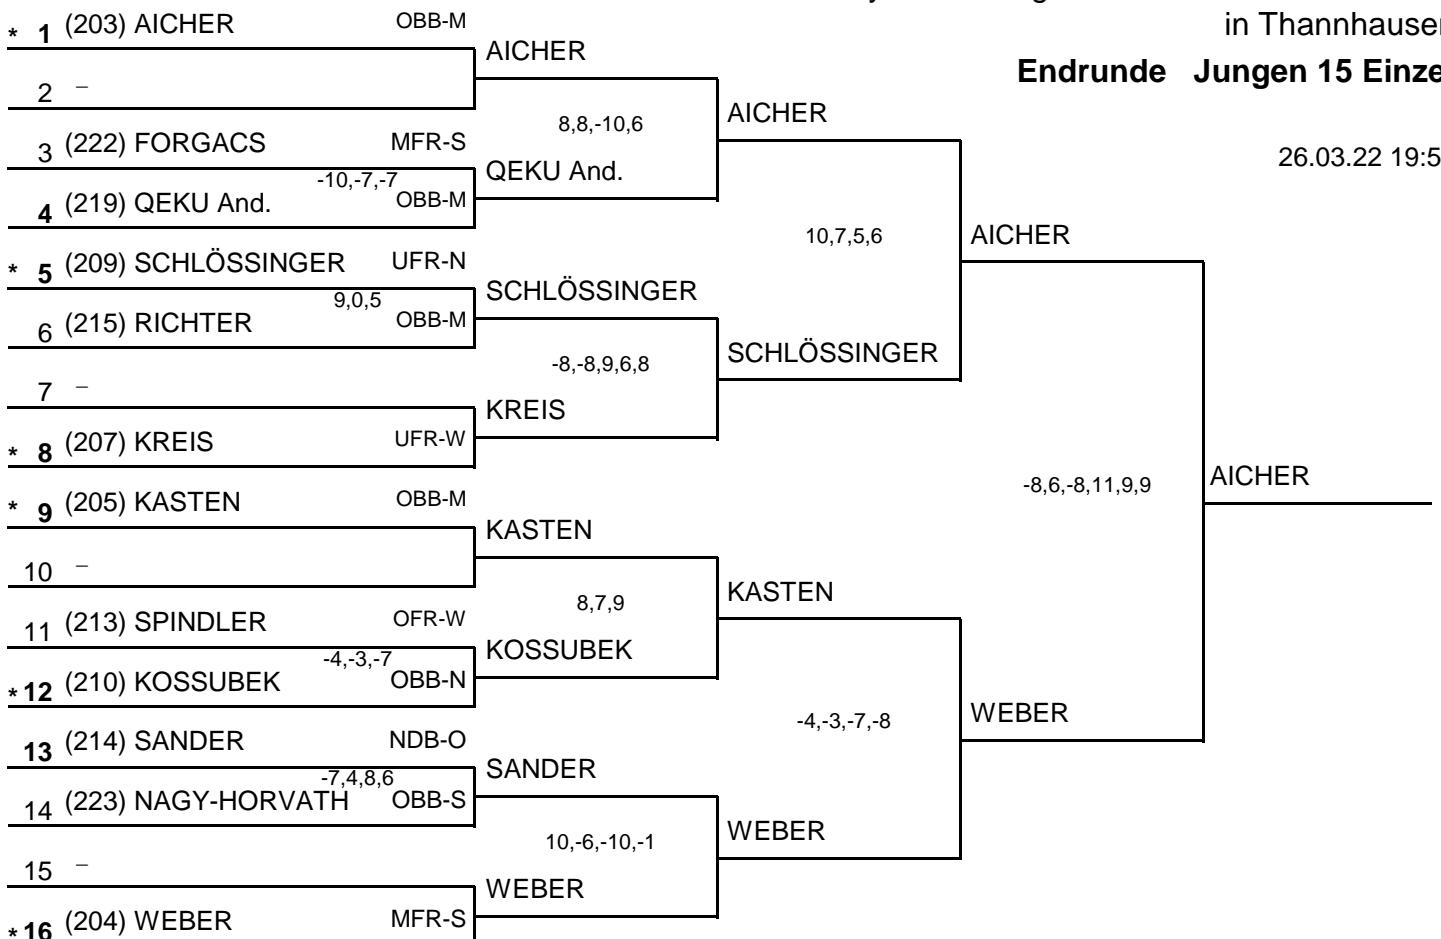 in Thannhausen
Endrunde Jungen 15 Einze
26.03.22 19:5
* 1 (203) AICHER OBB-M
AICHER
2 –
8,8,-10,6
AICHER
3 (222) FORGACS MFR-S
QEKU And.
-10,-7,-7
4 (219) QEKU And. OBB-M
10,7,5,6
AICHER
* 5 (209) SCHLÖSSINGER UFR-N
SCHLÖSSINGER
9,0,5
6 (215) RICHTER OBB-M
-8,-8,9,6,8
SCHLÖSSINGER
7 –
KREIS
* 8 (207) KREIS UFR-W
-8,6,-8,11,9,9
AICHER
* 9 (205) KASTEN OBB-M
KASTEN
10 –
8,7,9
KASTEN
11 (213) SPINDLER OFR-W
KOSSUBEK
-4,-3,-7
* 12 (210) KOSSUBEK OBB-N
-4,-3,-7,-8
WEBER
13 (214) SANDER NDB-O
SANDER
-7,4,8,6
14 (223) NAGY-HORVATH OBB-S
10,-6,-10,-1
WEBER
15 –
WEBER
* 16 (204) WEBER MFR-S